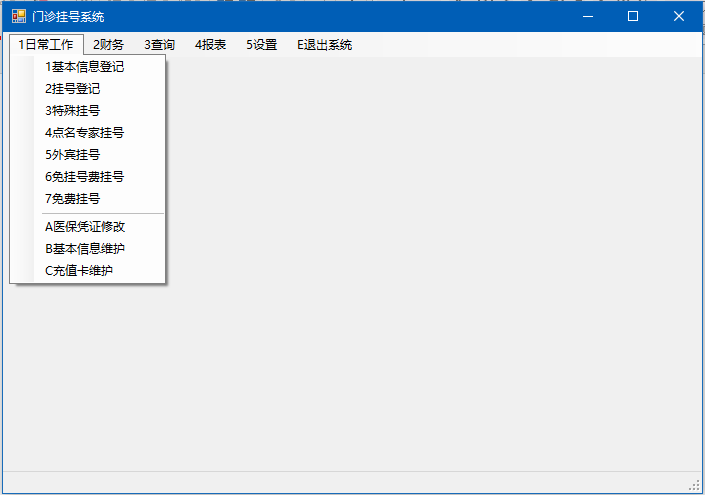 门诊挂号系统
1日常工作 2财务 3查询 4报表 5设置 E退出系统
1基本信息登记
2挂号登记
3特殊挂号
4点名专家挂号
5外宾挂号
6免挂号费挂号
7免费挂号
A医保凭证修改
B基本信息维护
C充值卡维护